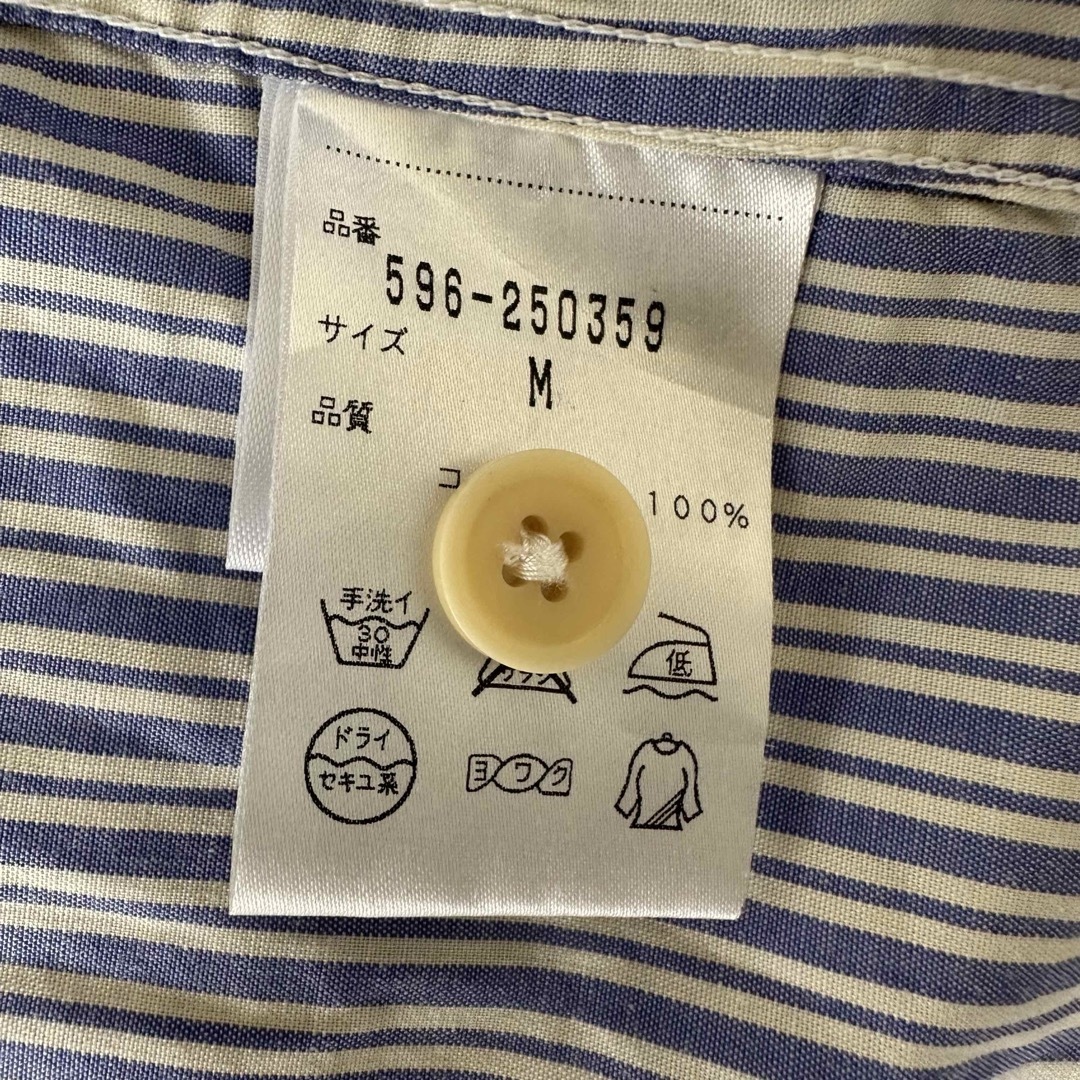 品番
596-250359
サイズ
M
品質
コ 100%
手洗イ
30
中性
低
ドライ
セキユ系
ヨワク